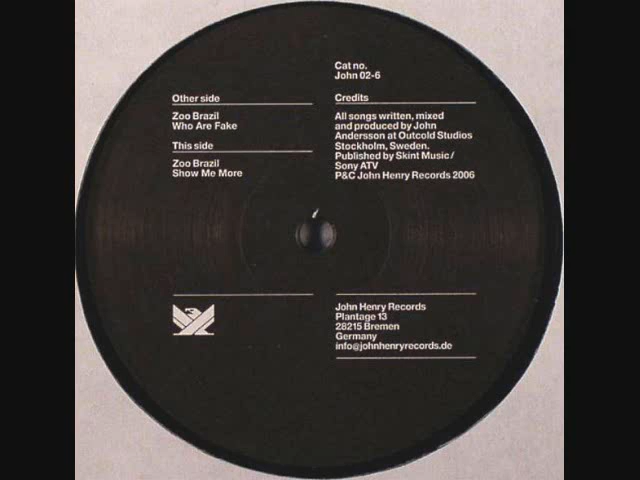 Cat no.
John 02-6
Other side
Zoo Brazil
Who Are Fake
This side
Zoo Brazil
Show Me More
Credits
All songs written, mixed
and produced by John
Andersson at Outcold Studios
Stockholm, Sweden.
Published by Skint Music/
Sony ATV
P&C John Henry Records 2006
John Henry Records
Plantage 13
28215 Bremen
Germany
info@johnhenryrecords.de